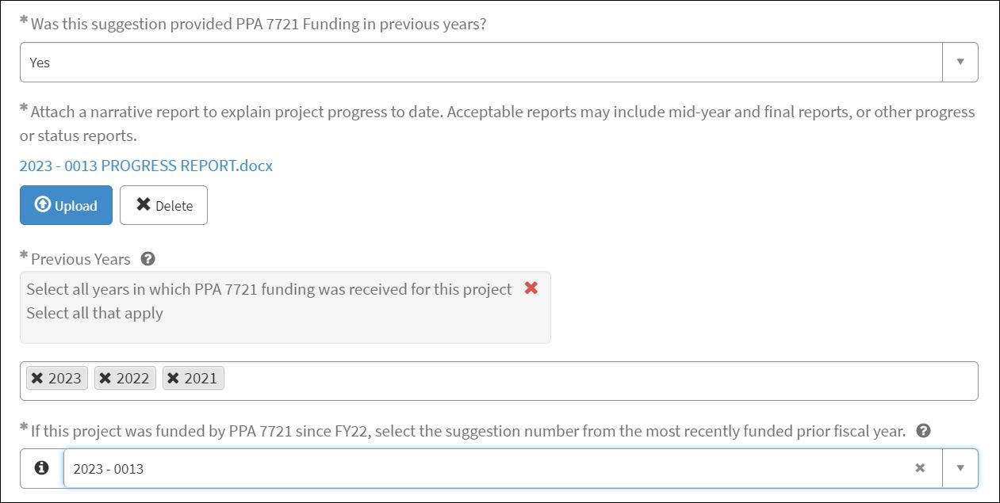 * Was this suggestion provided PPA 7721 Funding in previous years?
Yes
* Attach a narrative report to explain project progress to date. Acceptable reports may include mid-year and final reports, or other progress
or status reports.
2023 - 0013 PROGRESS REPORT.docx
Upload Delete
* Previous Years
Select all years in which PPA 7721 funding was received for this project
Select all that apply
2023 2022 2021
* If this project was funded by PPA 7721 since FY22, select the suggestion number from the most recently funded prior fiscal year.
2023 - 0013